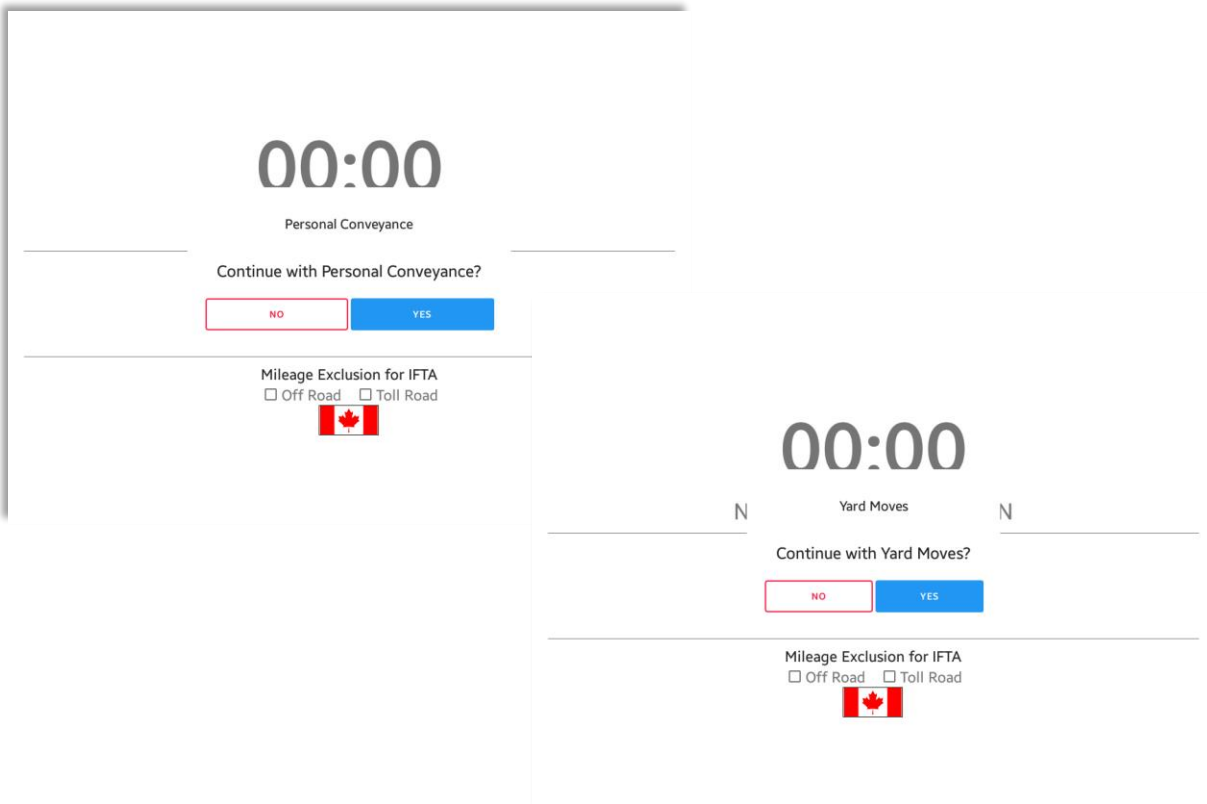 00:00
Personal Conveyance
Continue with Personal Conveyance?
NO YES
Mileage Exclusion for IFTA
Off Road Toll Road
00:00
N Yard Moves N
Continue with Yard Moves?
NO YES
Mileage Exclusion for IFTA
Off Road Toll Road